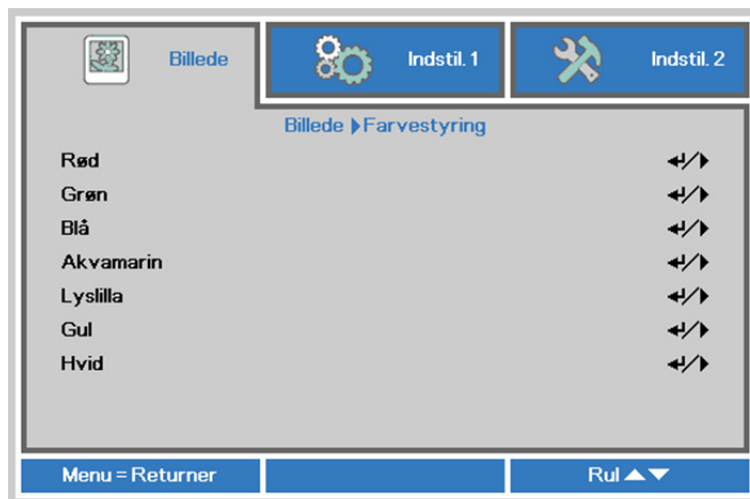 Billede
Indstil. 1
Indstil. 2
Billede Farvestyring
Rød
Grøn
Blå
Akvamarin
Lyslilla
Gul
Hvid
Menu = Returner
Rul